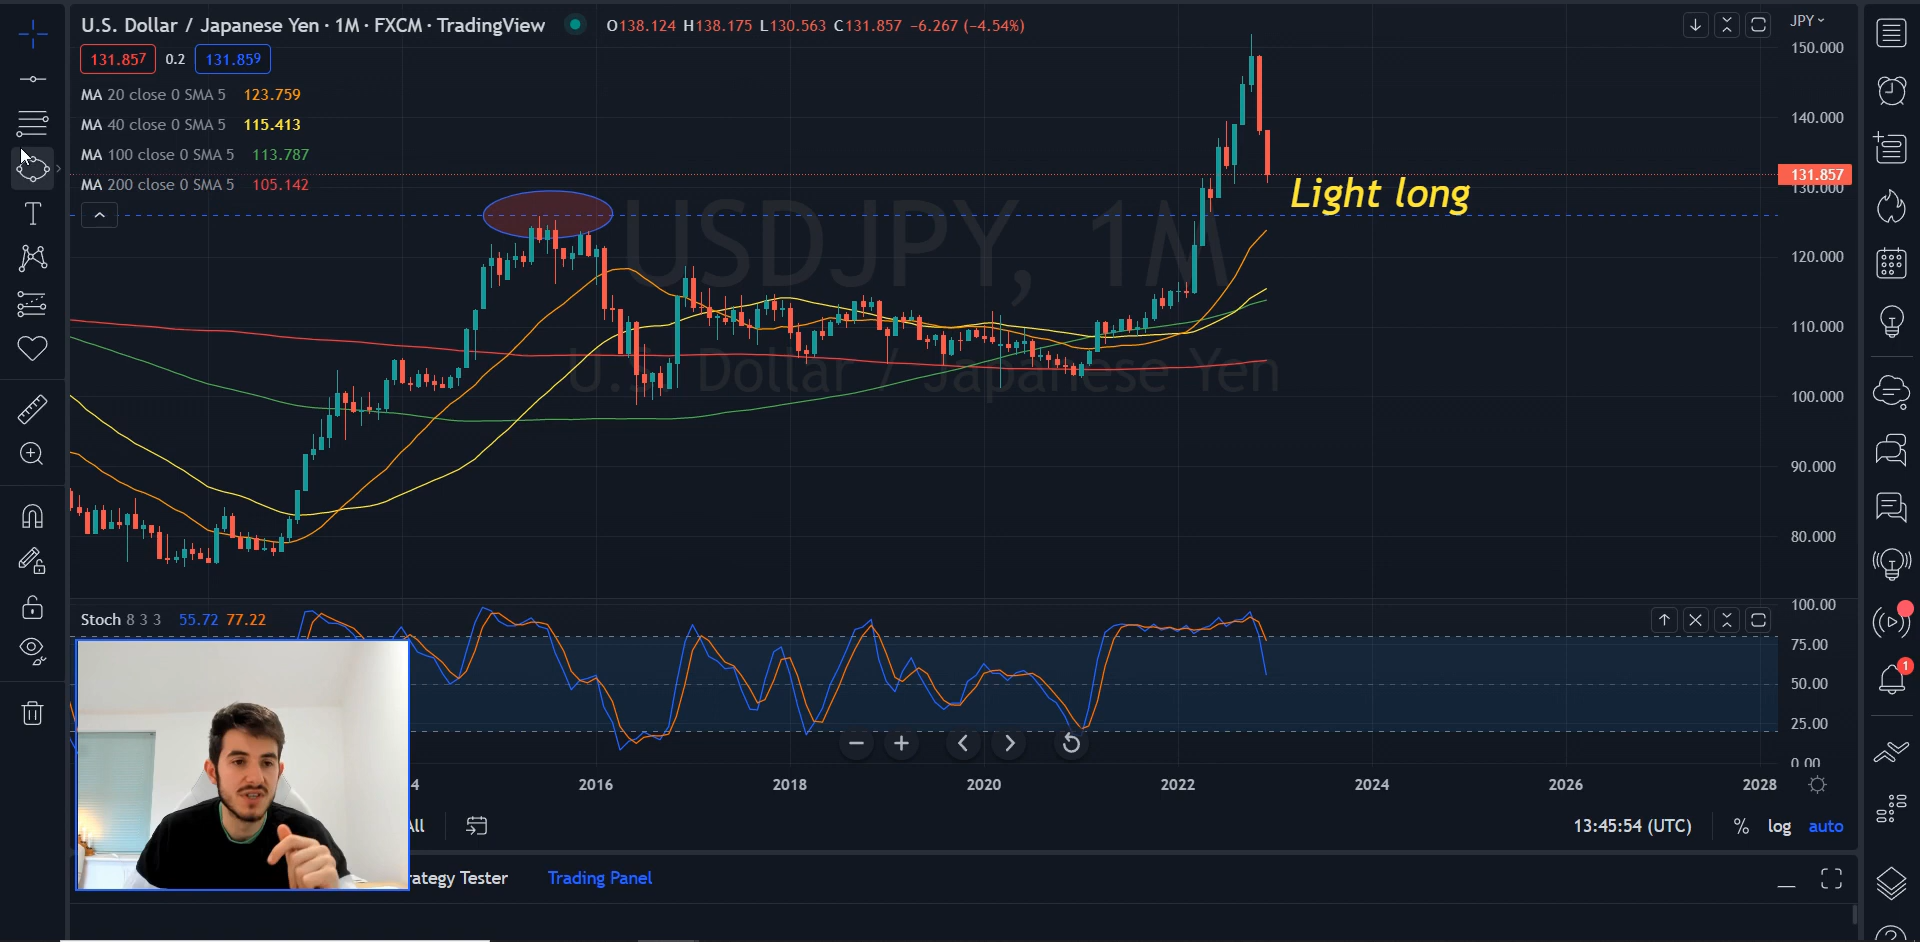 U.S. Dollar / Japanese Yen · 1M · FXCM · TradingView O138.124 H138.175 L130.563 C131.857 -6.267 (-4.54%) JPY
131.857 0.2 131.859
MA 20 close 0 SMA 5 123.759
MA 40 close 0 SMA 5 115.413
MA 100 close 0 SMA 5 113.787
MA 200 close 0 SMA 5 105.142
150.000
140.000
131.857
130.000
120.000
110.000
100.000
90.000
80.000
Light long
USDJPY, 1M
U.S. Dollar / Japanese Yen
Stoch 8 3 3 55.72 77.22
100.00
75.00
50.00
25.00
0.00
1
4 2016 2018 2020 2022 2024 2026 2028
All 13:45:54 (UTC) % log auto
rategy Tester Trading Panel